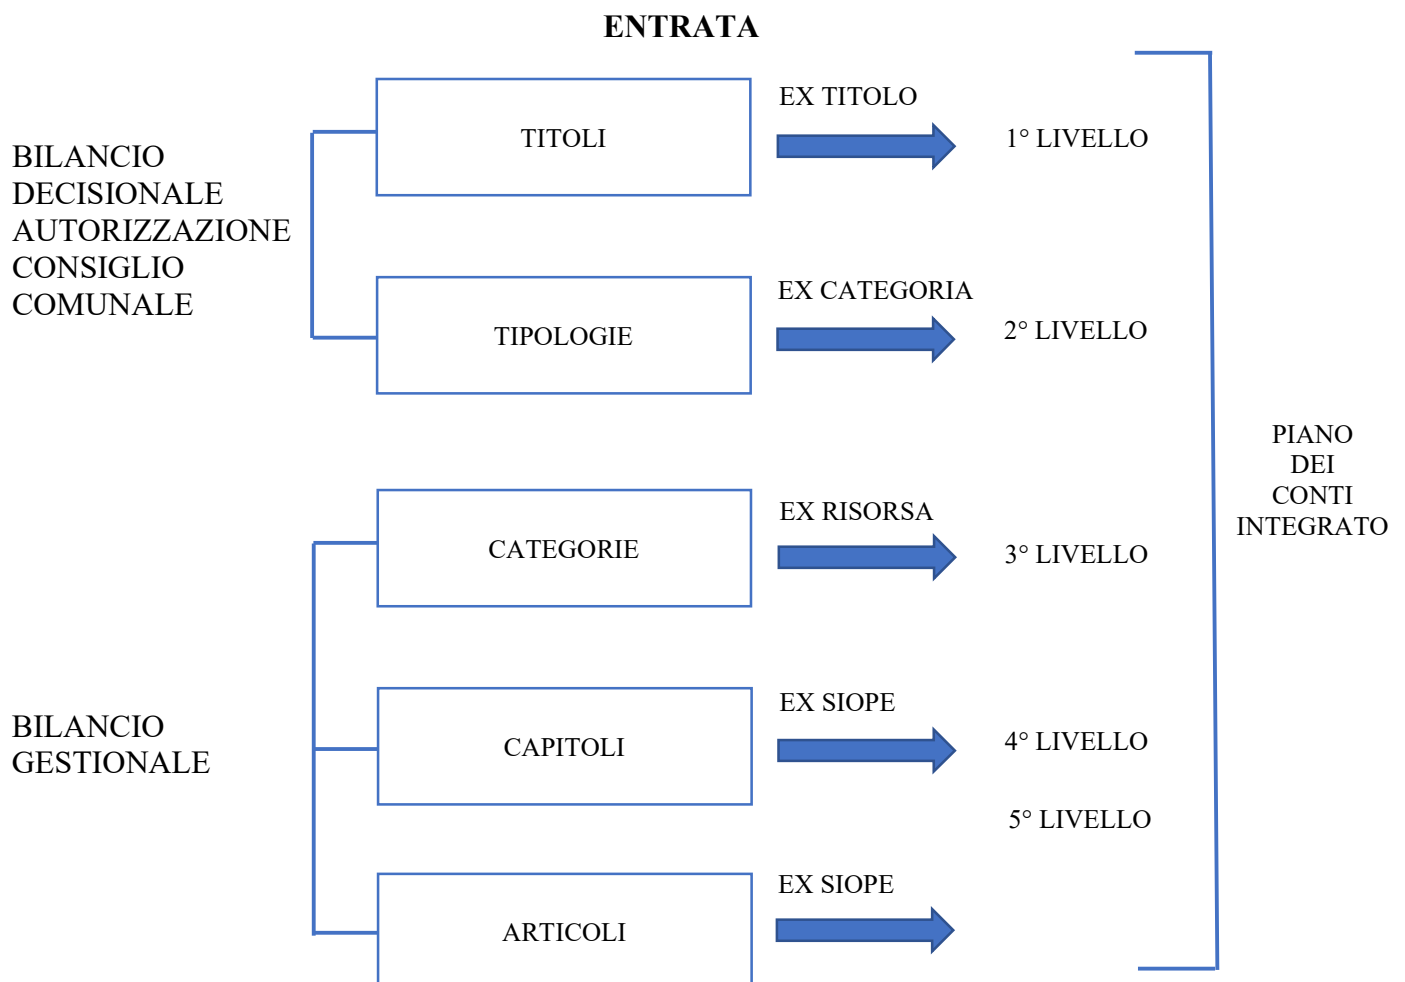 ENTRATA
BILANCIO
DECISIONALE
AUTORIZZAZIONE
CONSIGLIO
COMUNALE
TITOLI
EX TITOLO
1° LIVELLO
TIPOLOGIE
EX CATEGORIA
2° LIVELLO
PIANO
DEI
CONTI
INTEGRATO
BILANCIO
GESTIONALE
CATEGORIE
EX RISORSA
3° LIVELLO
CAPITOLI
EX SIOPE
4° LIVELLO
5° LIVELLO
ARTICOLI
EX SIOPE